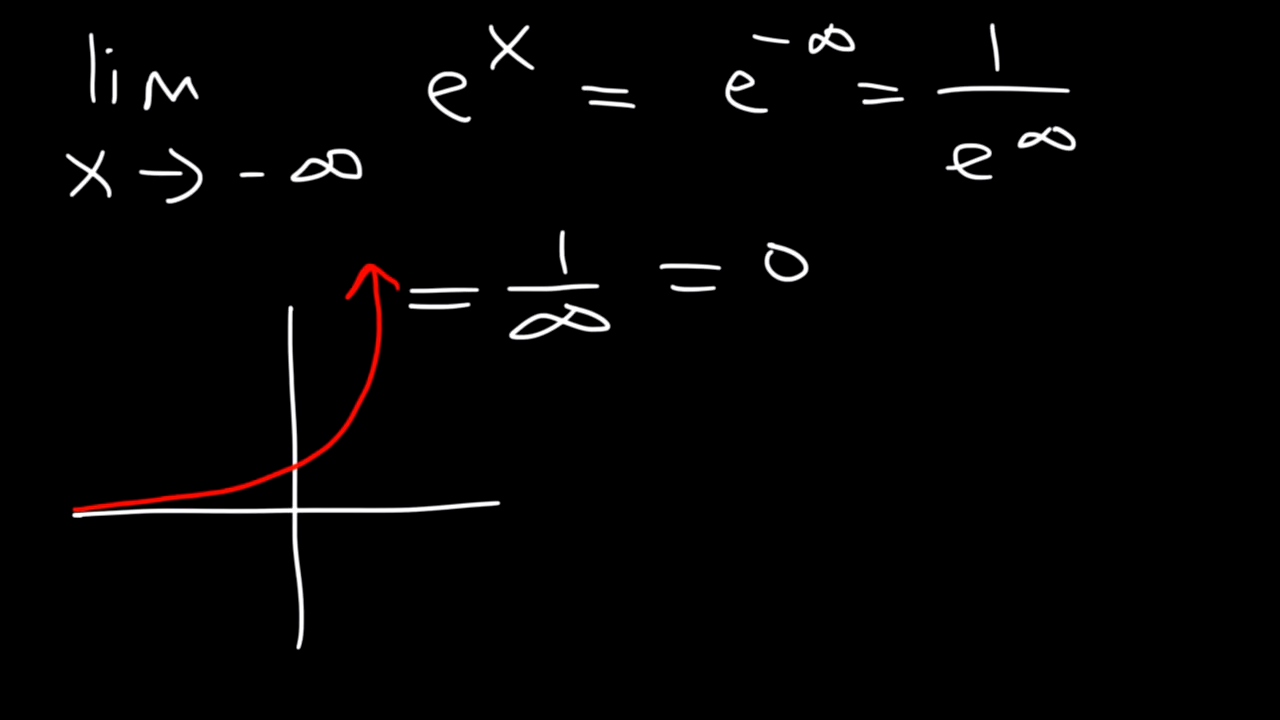 lim e^x = e^-∞ = 1/e^∞
x → -∞
= 1/∞ = 0